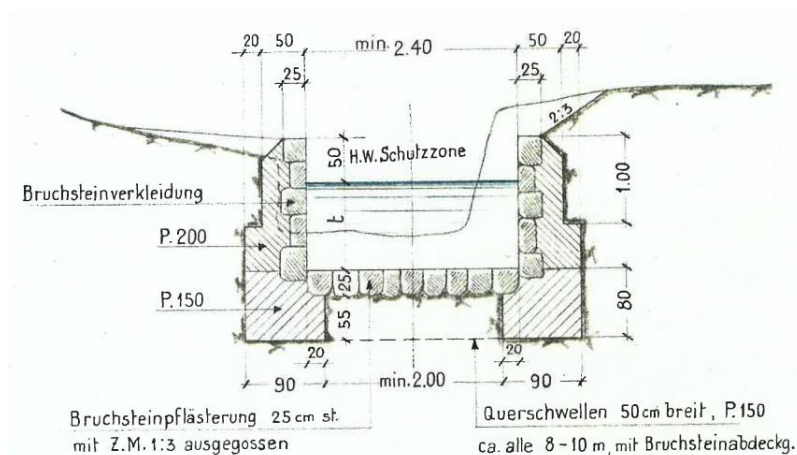 20 50 min. 2.40 50 20
25 25
2:3
50 H.W. Schutzzone
1.00
Bruchsteinverkleidung
t
P. 200
25
P.150
55 80
20 20
90 min. 2.00 90
Bruchsteinpflästerung 25 cm st.
mit Z.M. 1:3 ausgegossen
Querschwellen 50cm breit, P.150
ca. alle 8-10 m, mit Bruchsteinabdeckg.